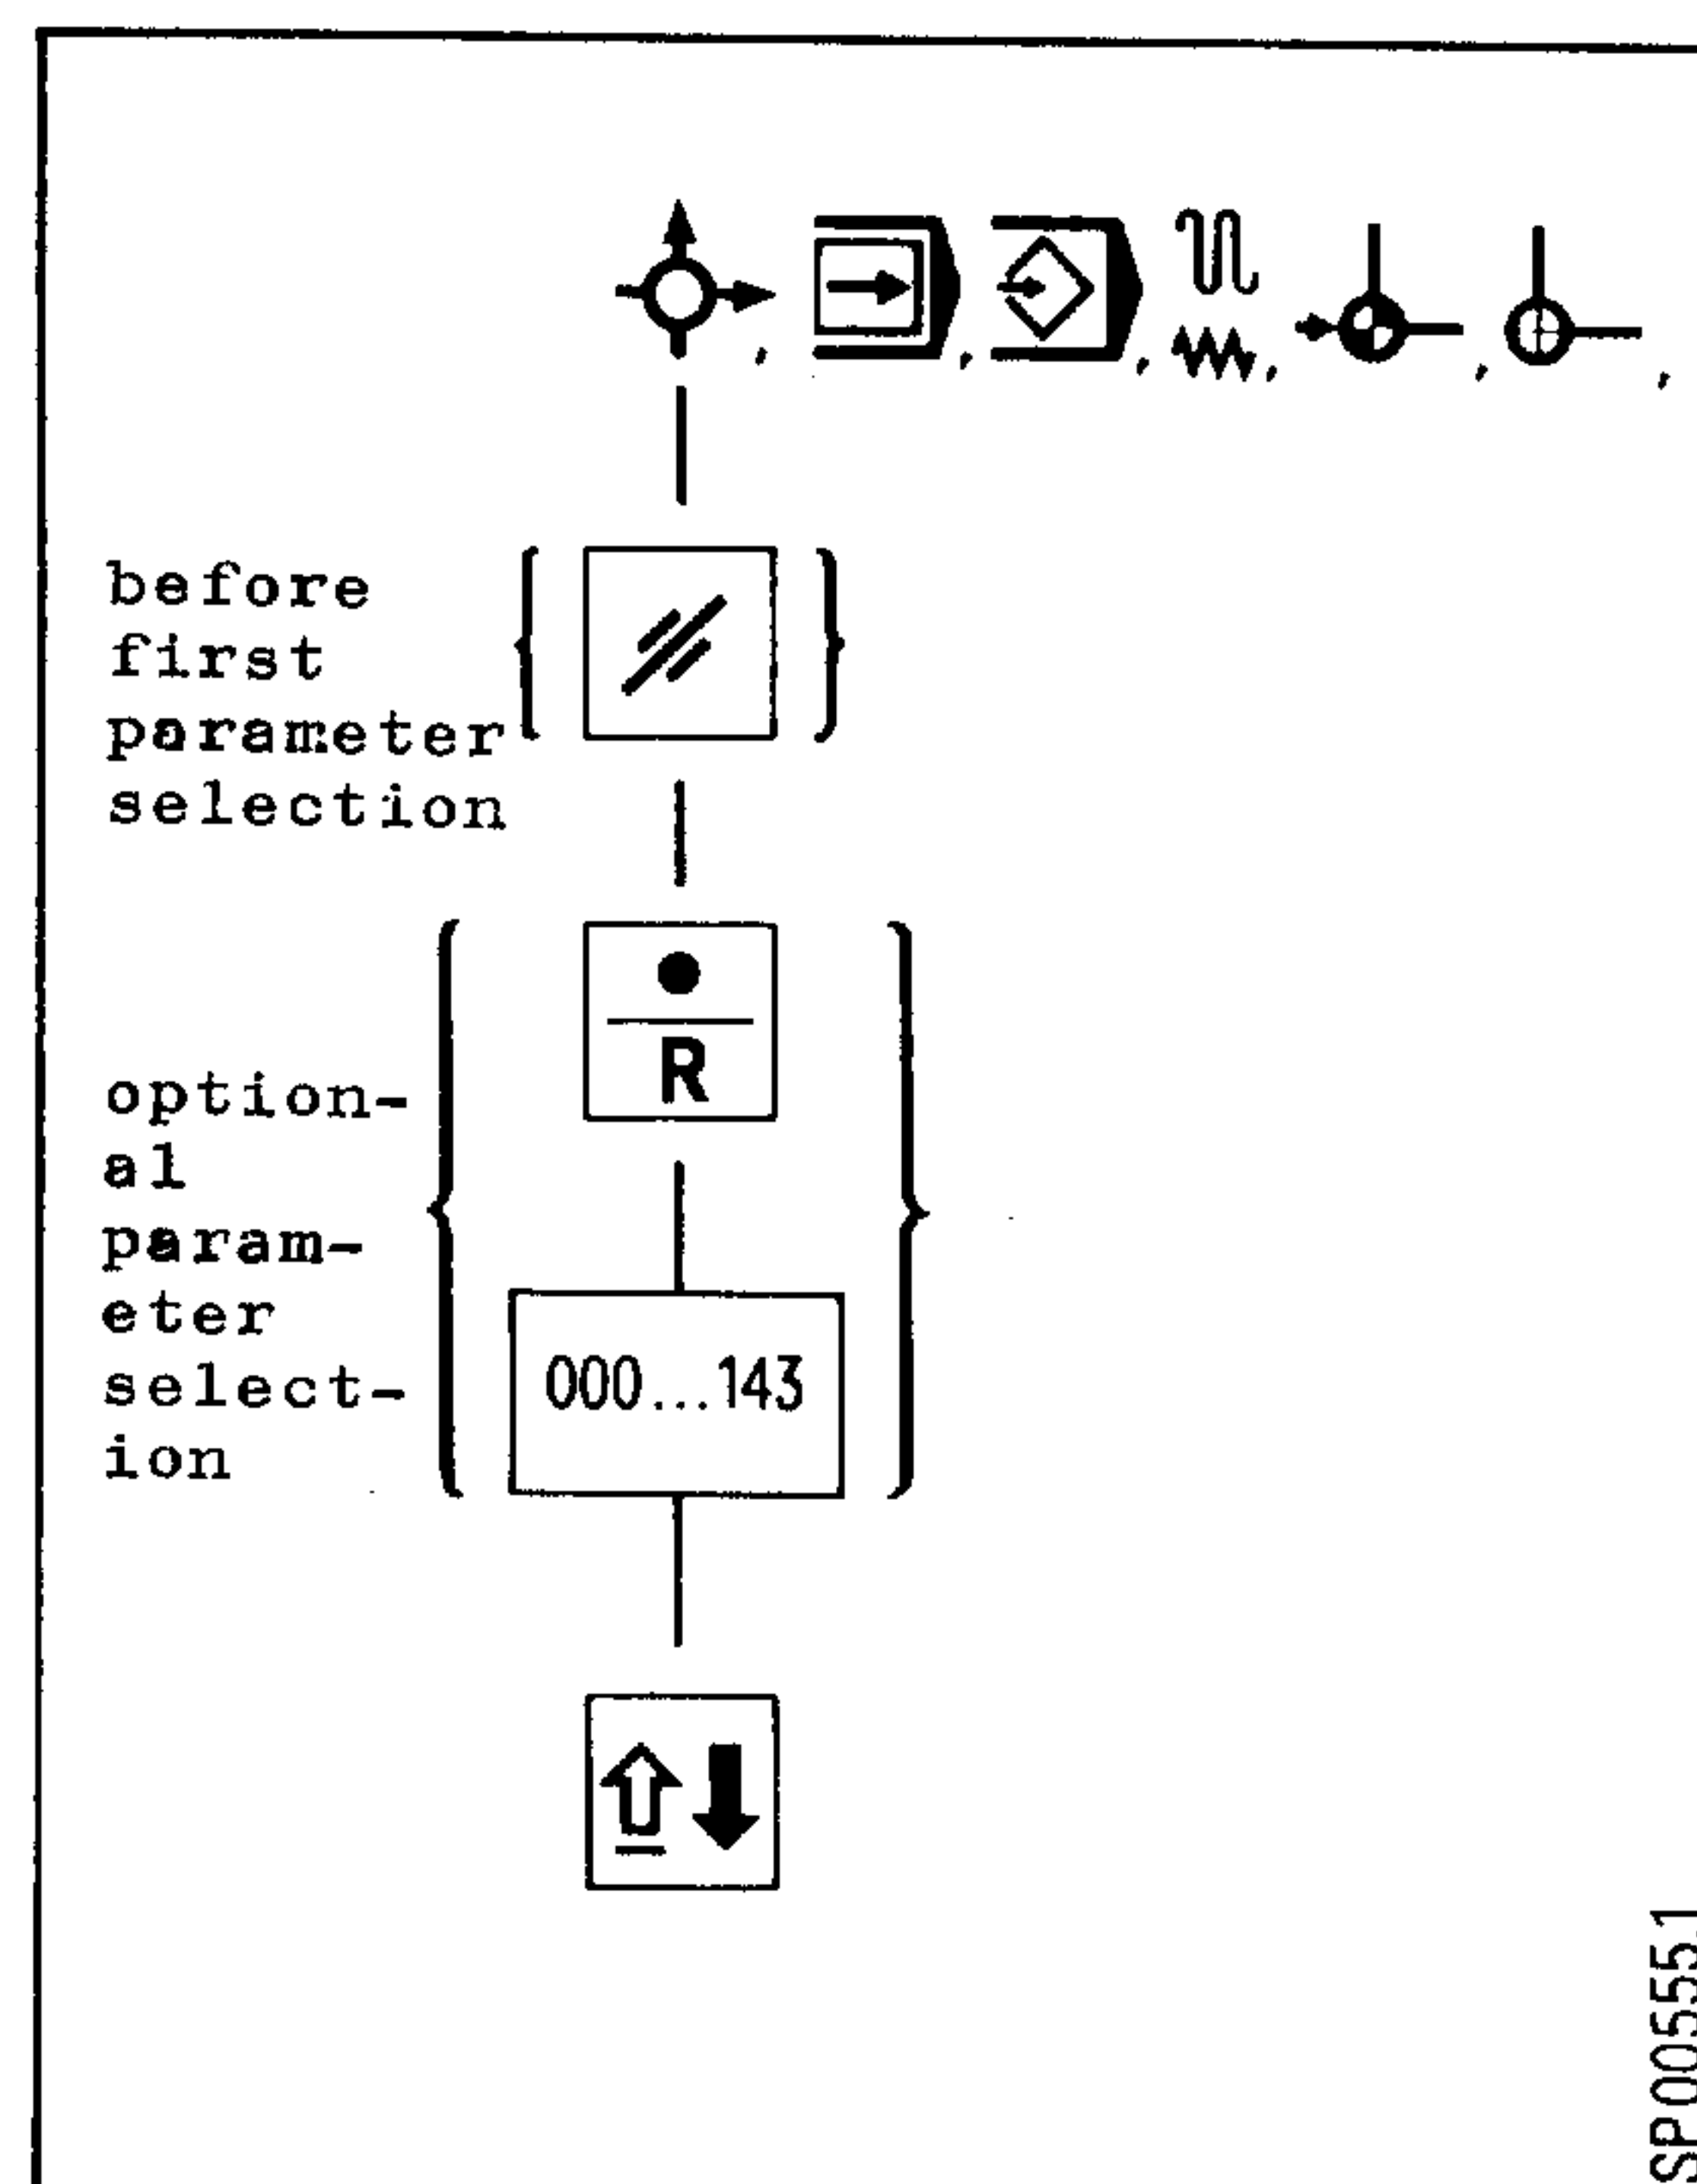 before
first
parameter
selection
R
option-
al
param-
eter
select-
ion
000...143
SP00555.1